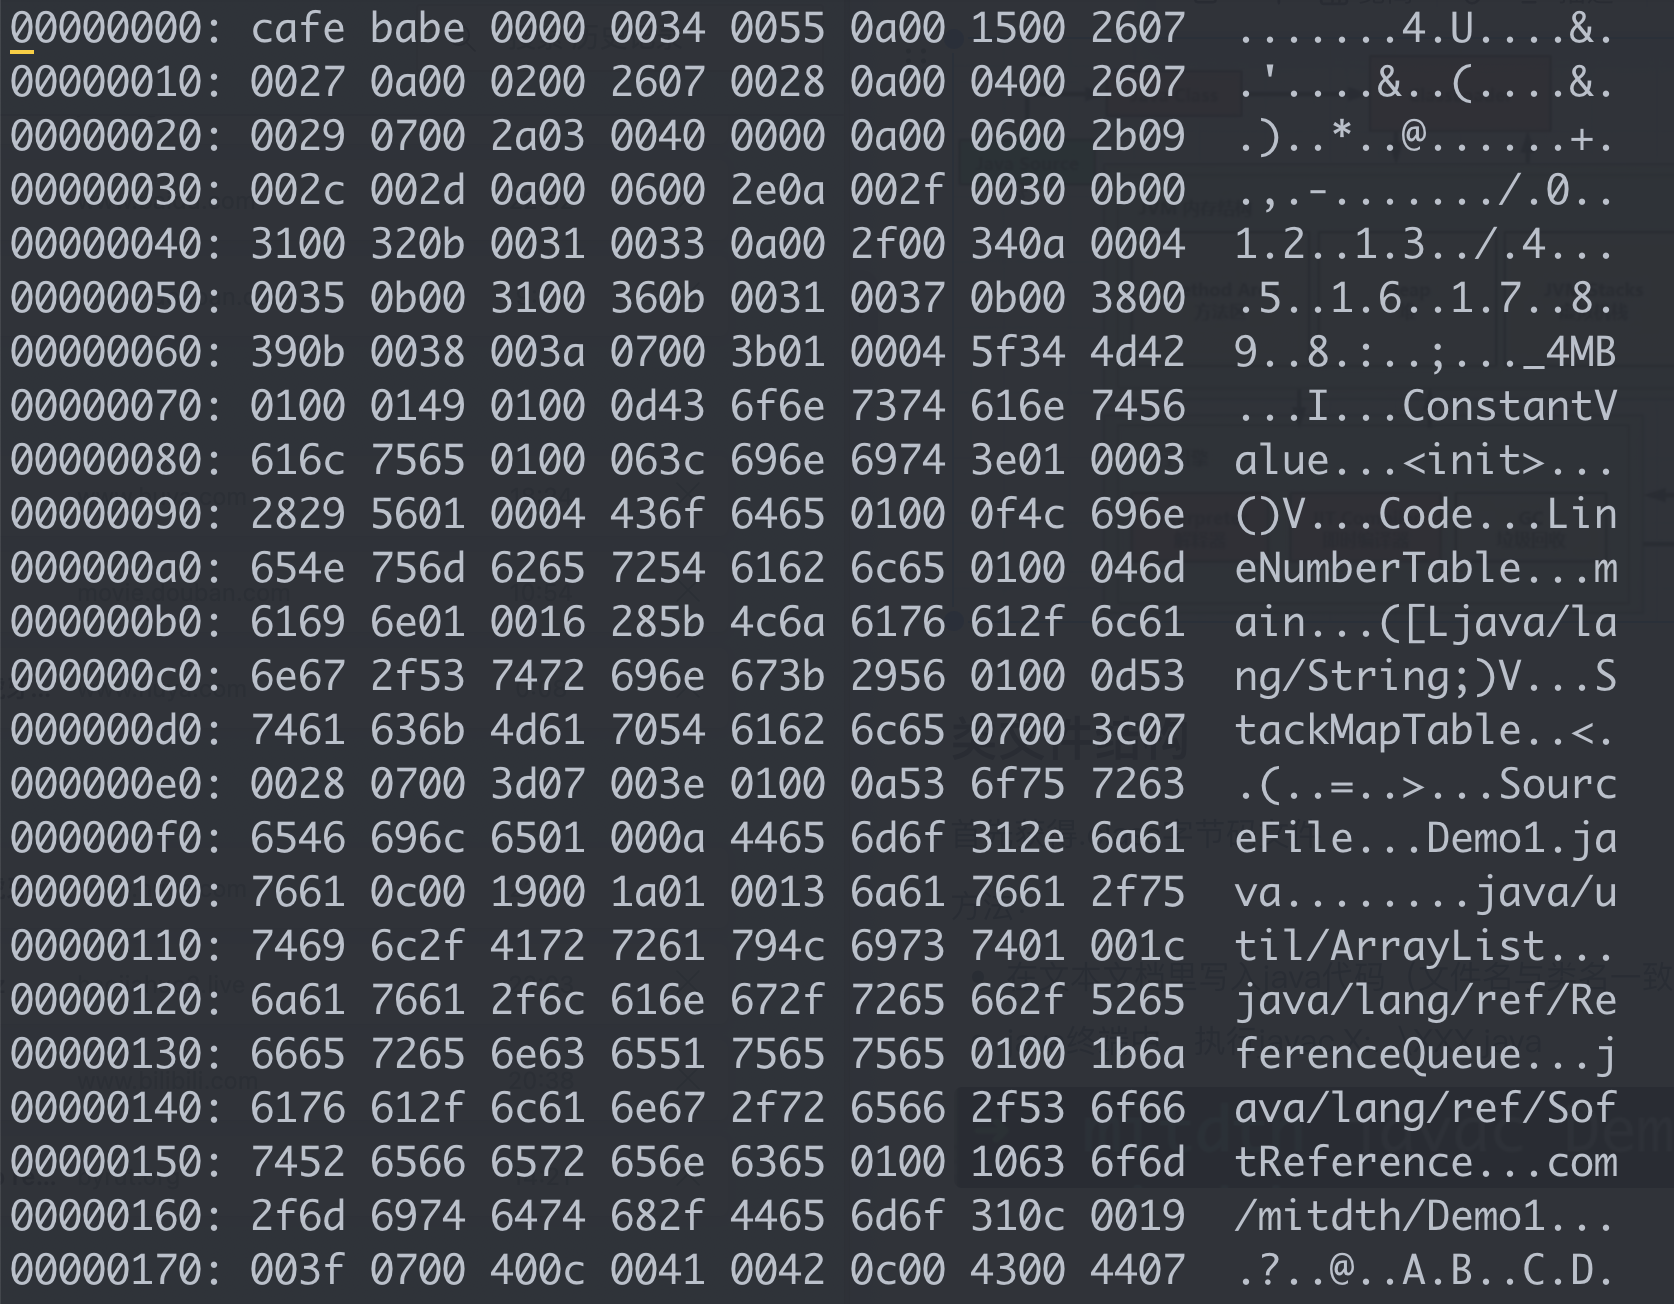 00000000: cafe babe 0000 0034 0055 0a00 1500 2607  .......4.U....&.
00000010: 0027 0a00 0200 2607 0028 0a00 0400 2607  .'....&..(....&.
00000020: 0029 0700 2a03 0040 0000 0a00 0600 2b09  .)..*..@......+.
00000030: 002c 002d 0a00 0600 2e0a 002f 0030 0b00  .,.-......./.0..
00000040: 3100 320b 0031 0033 0a00 2f00 340a 0004  1.2..1.3../.4...
00000050: 0035 0b00 3100 360b 0031 0037 0b00 3800  .5..1.6..1.7..8.
00000060: 390b 0038 003a 0700 3b01 0004 5f34 4d42  9..8.:..;..._4MB
00000070: 0100 0149 0100 0d43 6f6e 7374 616e 7456  ...I...ConstantV
00000080: 616c 7565 0100 063c 696e 6974 3e01 0003  alue...<init>...
00000090: 2829 5601 0004 436f 6465 0100 0f4c 696e  ()V...Code...Lin
000000a0: 654e 756d 6265 7254 6162 6c65 0100 046d  eNumberTable...m
000000b0: 6169 6e01 0016 285b 4c6a 6176 612f 6c61  ain...([Ljava/la
000000c0: 6e67 2f53 7472 696e 673b 2956 0100 0d53  ng/String;)V...S
000000d0: 7461 636b 4d61 7054 6162 6c65 0700 3c07  tackMapTable..<.
000000e0: 0028 0700 3d07 003e 0100 0a53 6f75 7263  .(..=..>...Sourc
000000f0: 6546 696c 6501 000a 4465 6d6f 312e 6a61  eFile...Demo1.ja
00000100: 7661 0c00 1900 1a01 0013 6a61 7661 2f75  va........java/u
00000110: 7469 6c2f 4172 7261 794c 6973 7401 001c  til/ArrayList...
00000120: 6a61 7661 2f6c 616e 672f 7265 662f 5265  java/lang/ref/Re
00000130: 6665 7265 6e63 6551 7565 7565 0100 1b6a  ferenceQueue...j
00000140: 6176 612f 6c61 6e67 2f72 6566 2f53 6f66  ava/lang/ref/Sof
00000150: 7452 6566 6572 656e 6365 0100 1063 6f6d  tReference...com
00000160: 2f6d 6974 6474 682f 4465 6d6f 310c 0019  /mitdth/Demo1...
00000170: 003f 0700 400c 0041 0042 0c00 4300 4407  .?..@..A.B..C.D.